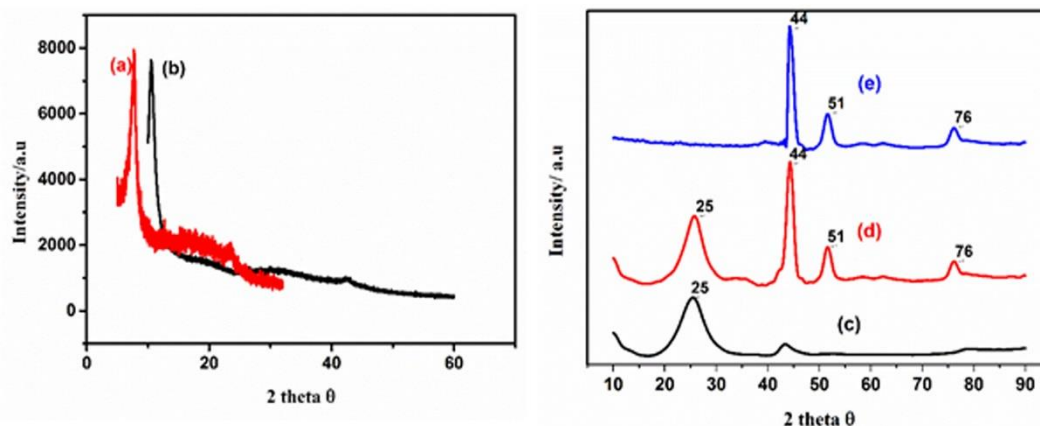 (a)
(b)
8000
6000
4000
2000
0
Intensity/a.u
0 20 40 60
2 theta θ
44
(e)
51
76
44
25
(d)
51
76
25
(c)
Intensity/ a.u
10 20 30 40 50 60 70 80 90
2 theta θ